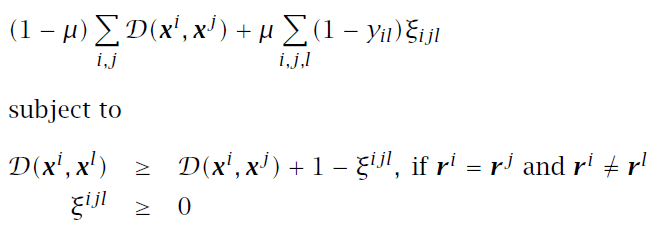 (1 − μ) ∑_{i,j} 𝒟(𝒙^i, 𝒙^j) + μ ∑_{i,j,l} (1 − y_{il}) ξ_{ijl}
subject to
𝒟(𝒙^i, 𝒙^l) ≥ 𝒟(𝒙^i, 𝒙^j) + 1 − ξ^{ijl}, if 𝒓^i = 𝒓^j and 𝒓^i ≠ 𝒓^l
ξ^{ijl} ≥ 0